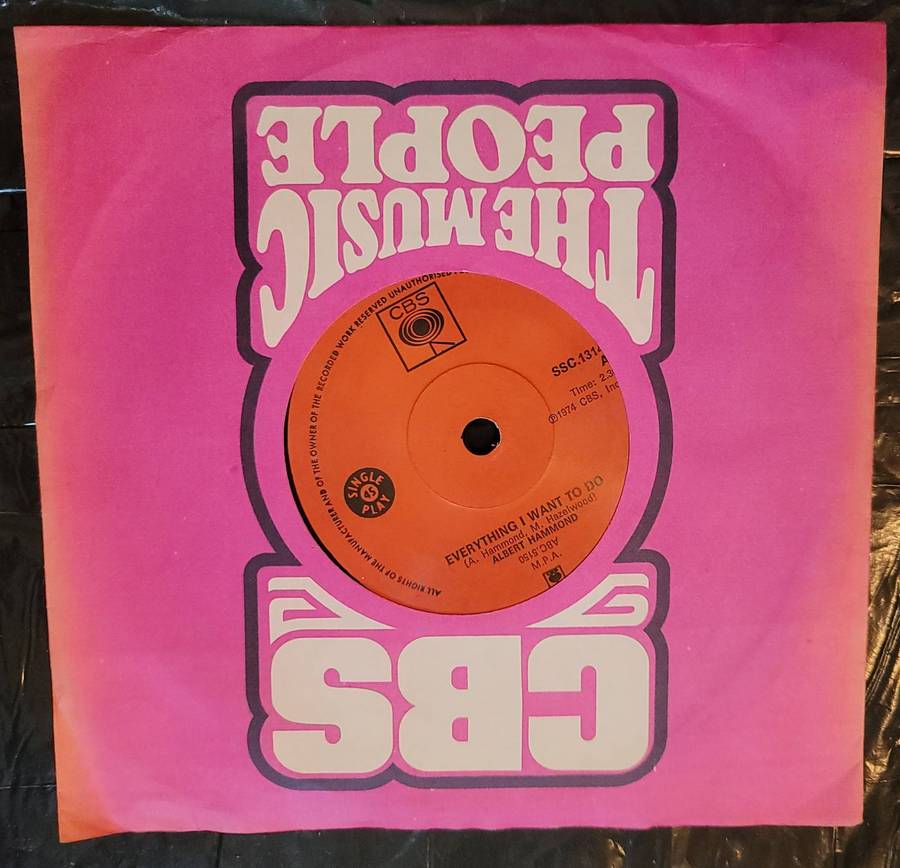 CBS
THE MUSIC
PEOPLE
ALL RIGHTS OF THE MANUFACTURER AND OF THE OWNER OF THE RECORDED WORK RESERVED UNAUTHORISED
CBS
SSC.1314
A
Time: 2.3
℗1974 CBS, Inc
SINGLE
45
PLAY
EVERYTHING I WANT TO DO
(A. Hammond, M. Hazelwood)
ALBERT HAMMOND
ABC,5150
M.P.A.